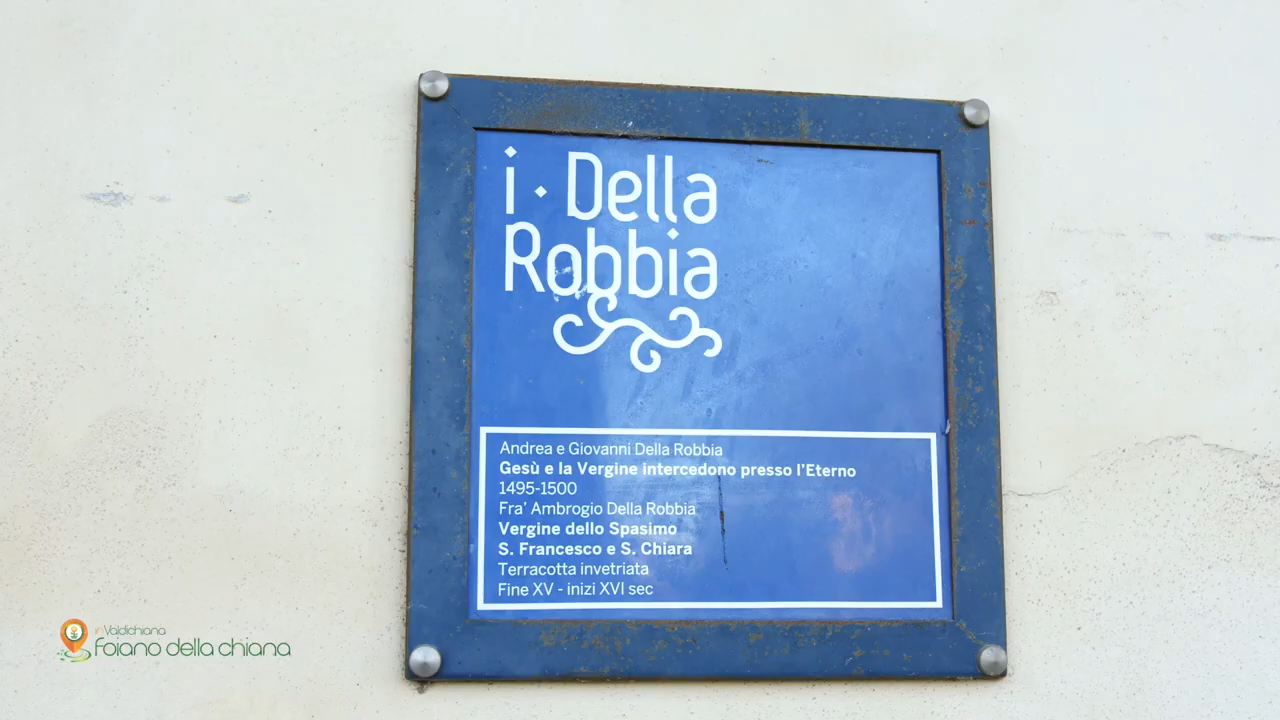 i · Della
Robbia
Andrea e Giovanni Della Robbia
Gesù e la Vergine intercedono presso l'Eterno
1495-1500
Fra' Ambrogio Della Robbia
Vergine dello Spasimo
S. Francesco e S. Chiara
Terracotta invetriata
Fine XV - inizi XVI sec
in Valdichiana
foiano della chiana